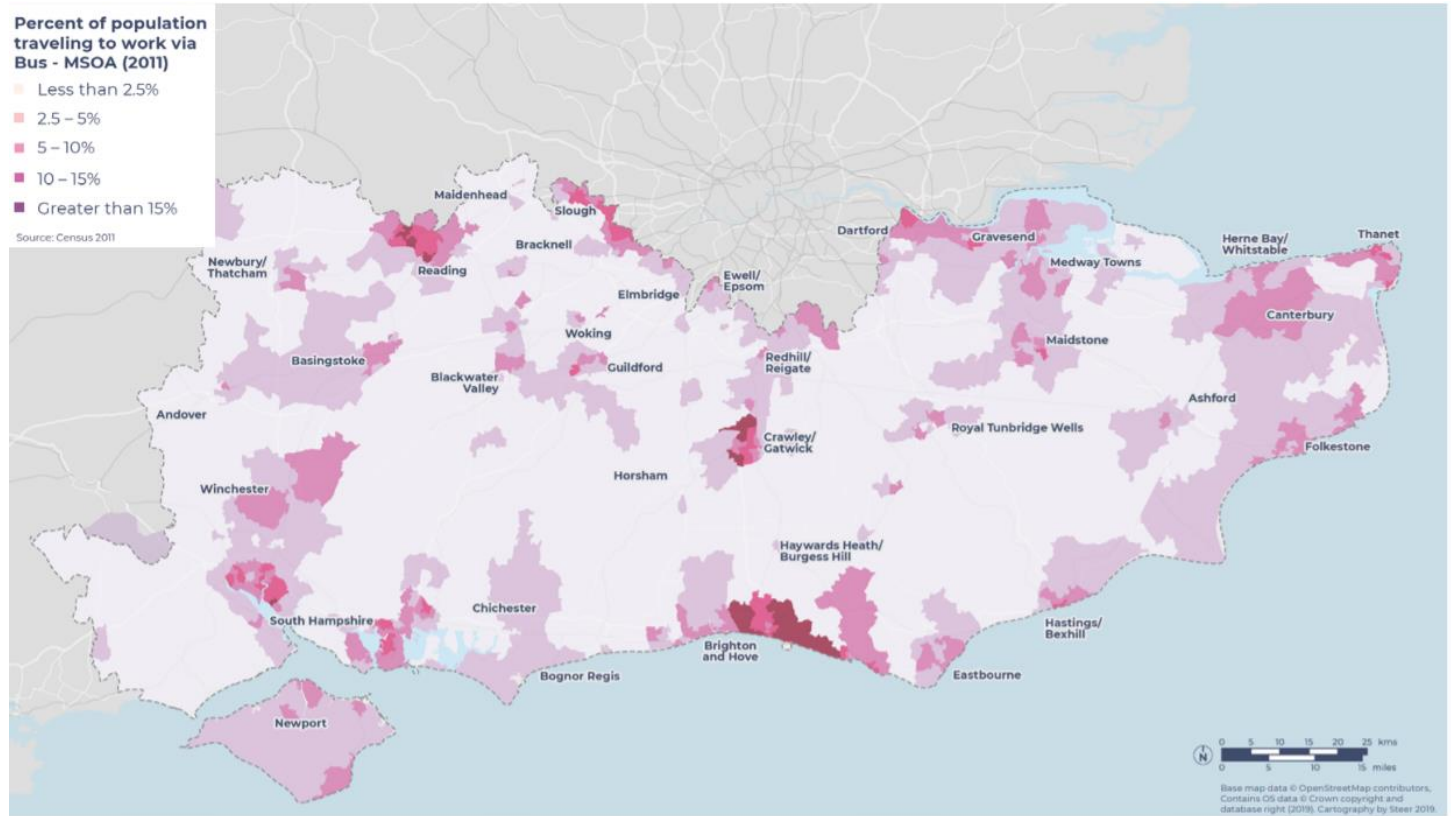 Percent of population
traveling to work via
Bus - MSOA (2011)
Less than 2.5%
2.5 – 5%
5 – 10%
10 – 15%
Greater than 15%
Source: Census 2011
Maidenhead
Slough
Bracknell
Dartford
Gravesend
Herne Bay/
Whitstable
Thanet
Newbury/
Thatcham
Reading
Medway Towns
Ewell/
Epsom
Elmbridge
Canterbury
Woking
Maidstone
Basingstoke
Guildford
Redhill/
Reigate
Blackwater
Valley
Ashford
Andover
Royal Tunbridge Wells
Crawley/
Gatwick
Folkestone
Horsham
Winchester
Haywards Heath/
Burgess Hill
Chichester
South Hampshire
Hastings/
Bexhill
Brighton
and Hove
Bognor Regis
Eastbourne
Newport
0 5 10 15 20 25 kms
N
0 5 10 15 miles
Base map data © OpenStreetMap contributors,
Contains OS data © Crown copyright and
database right (2019). Cartography by Steer 2019.